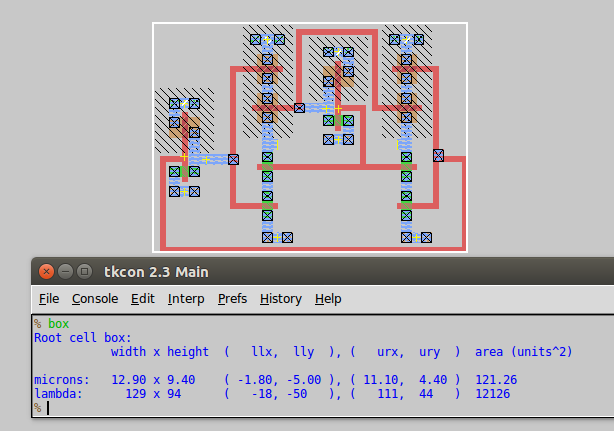 tkcon 2.3 Main
File Console Edit Interp Prefs History Help
% box
Root cell box:
width x height ( llx, lly ), ( urx, ury ) area (units^2)
microns: 12.90 x 9.40 ( -1.80, -5.00 ), ( 11.10, 4.40 ) 121.26
lambda: 129 x 94 ( -18, -50 ), ( 111, 44 ) 12126
%